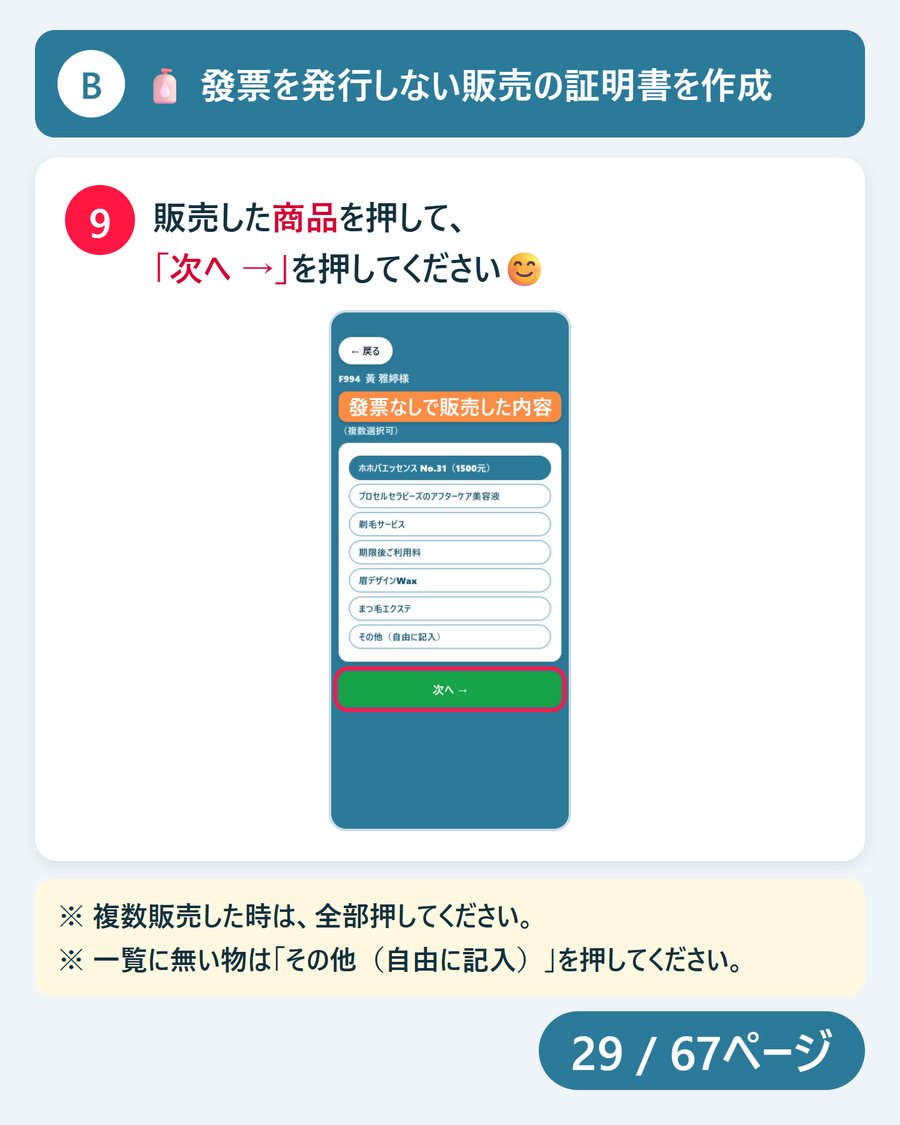 B 發票を発行しない販売の証明書を作成
9 販売した商品を押して、
「次へ →」を押してください
← 戻る
F994 黃 雅婷様
發票なしで販売した内容
（複数選択可）
ホホバエッセンス No.31（1500元）
プロセルセラピーズのアフターケア美容液
剃毛サービス
期限後ご利用料
眉デザインWax
まつ毛エクステ
その他（自由に記入）
次へ →
※ 複数販売した時は、全部押してください。
※ 一覧に無い物は「その他（自由に記入）」を押してください。
29 / 67ページ